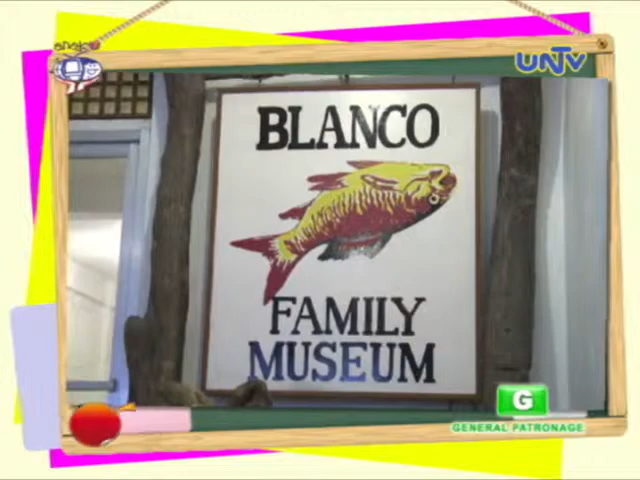 UNTV
BLANCO
FAMILY
MUSEUM
G
GENERAL PATRONAGE